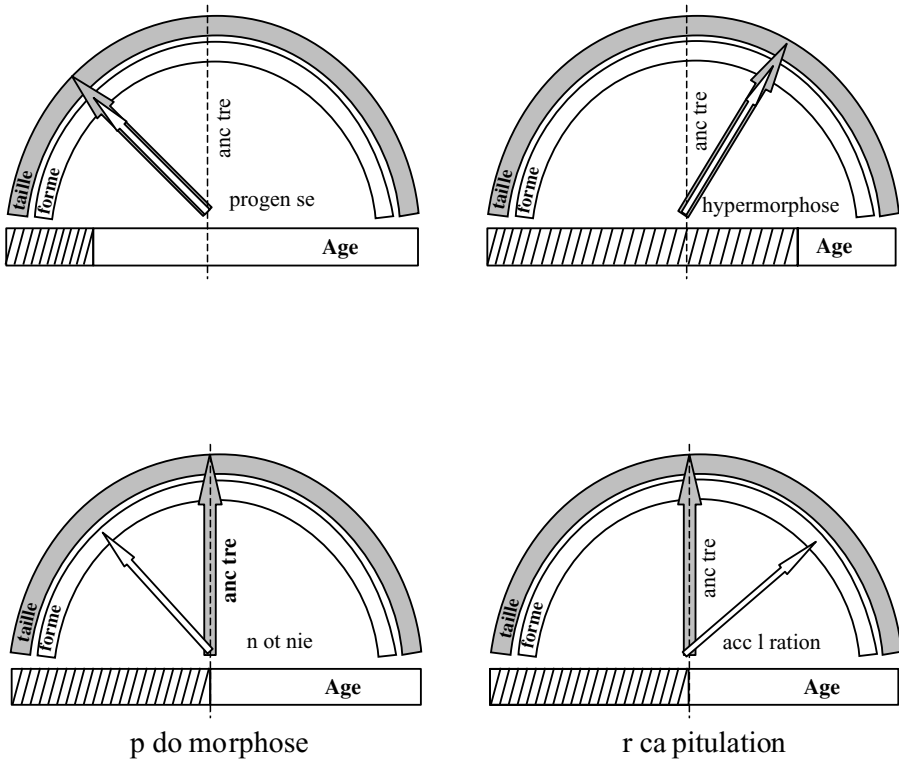 anc tre
taille
forme
progen se
Age
anc tre
taille
forme
hypermorphose
Age
anc tre
taille
forme
n ot nie
Age
anc tre
taille
forme
acc l ration
Age
p do morphose
r ca pitulation